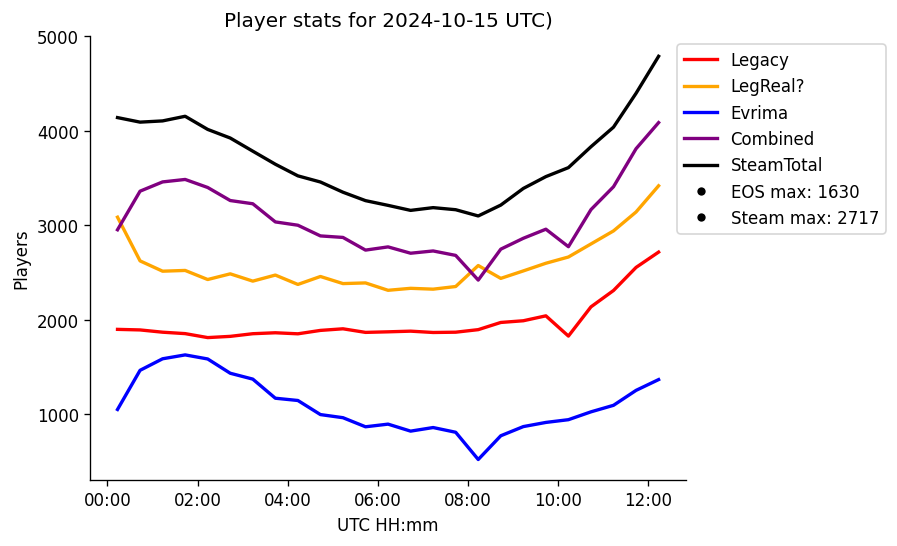 Player stats for 2024-10-15 UTC)
5000
4000
3000
2000
1000
Players
00:00 02:00 04:00 06:00 08:00 10:00 12:00
UTC HH:mm
Legacy
LegReal?
Evrima
Combined
SteamTotal
EOS max: 1630
Steam max: 2717